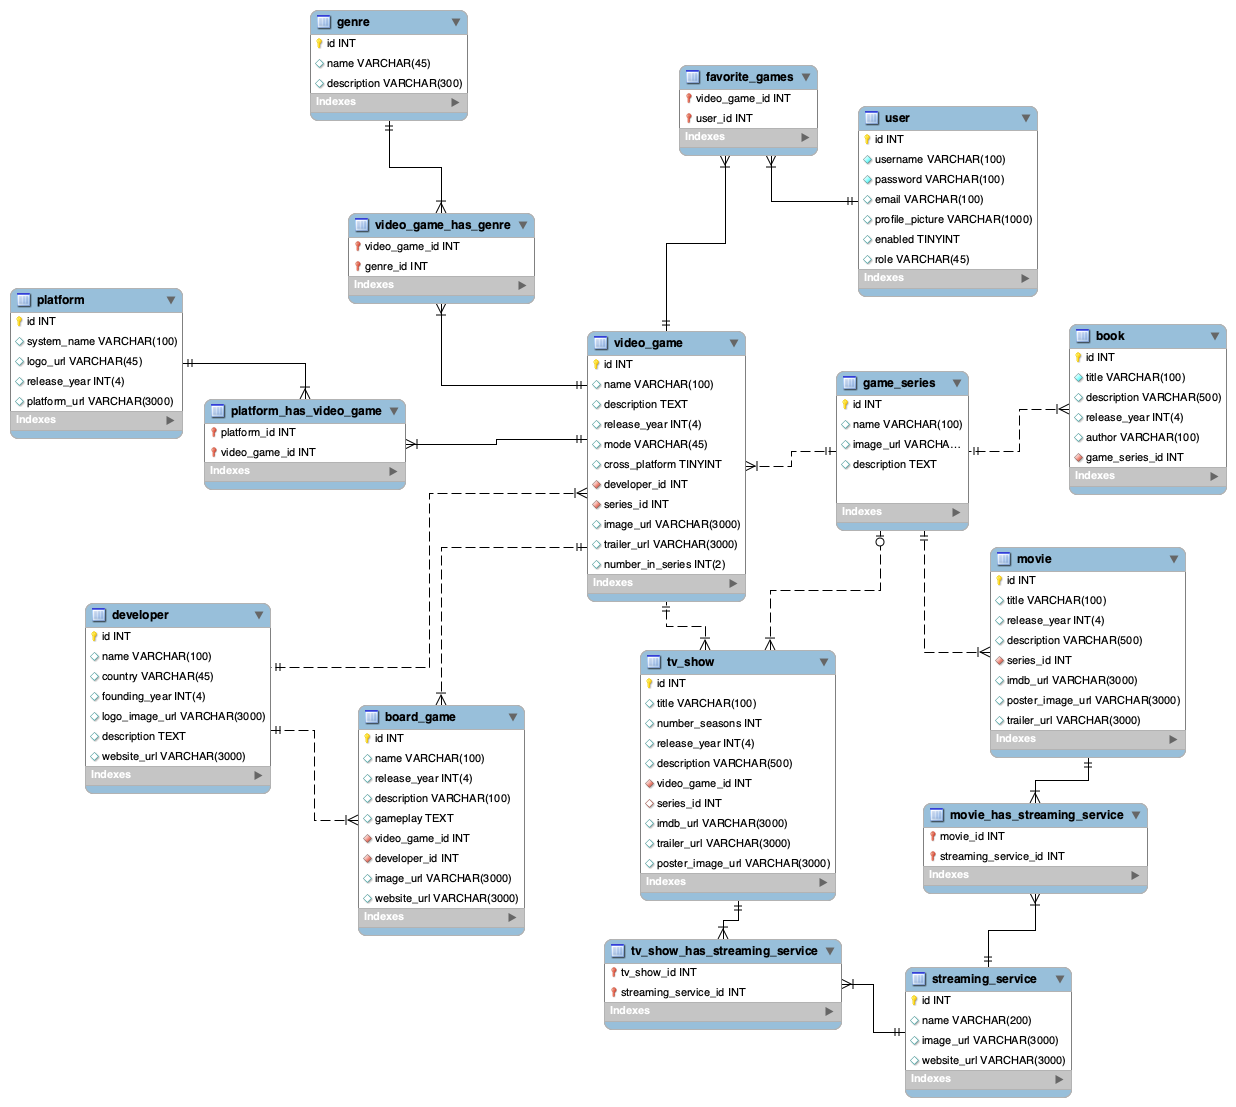 genre
id INT
name VARCHAR(45)
description VARCHAR(300)
Indexes
favorite_games
video_game_id INT
user_id INT
Indexes
user
id INT
username VARCHAR(100)
password VARCHAR(100)
email VARCHAR(100)
profile_picture VARCHAR(1000)
enabled TINYINT
role VARCHAR(45)
Indexes
video_game_has_genre
video_game_id INT
genre_id INT
Indexes
platform
id INT
system_name VARCHAR(100)
logo_url VARCHAR(45)
release_year INT(4)
platform_url VARCHAR(3000)
Indexes
platform_has_video_game
platform_id INT
video_game_id INT
Indexes
video_game
id INT
name VARCHAR(100)
description TEXT
release_year INT(4)
mode VARCHAR(45)
cross_platform TINYINT
developer_id INT
series_id INT
image_url VARCHAR(3000)
trailer_url VARCHAR(3000)
number_in_series INT(2)
Indexes
game_series
id INT
name VARCHAR(100)
image_url VARCHA...
description TEXT
Indexes
book
id INT
title VARCHAR(100)
description VARCHAR(500)
release_year INT(4)
author VARCHAR(100)
game_series_id INT
Indexes
movie
id INT
title VARCHAR(100)
release_year INT(4)
description VARCHAR(500)
series_id INT
imdb_url VARCHAR(3000)
poster_image_url VARCHAR(3000)
trailer_url VARCHAR(3000)
Indexes
developer
id INT
name VARCHAR(100)
country VARCHAR(45)
founding_year INT(4)
logo_image_url VARCHAR(3000)
description TEXT
website_url VARCHAR(3000)
Indexes
board_game
id INT
name VARCHAR(100)
release_year INT(4)
description VARCHAR(100)
gameplay TEXT
video_game_id INT
developer_id INT
image_url VARCHAR(3000)
website_url VARCHAR(3000)
Indexes
tv_show
id INT
title VARCHAR(100)
number_seasons INT
release_year INT(4)
description VARCHAR(500)
video_game_id INT
series_id INT
imdb_url VARCHAR(3000)
trailer_url VARCHAR(3000)
poster_image_url VARCHAR(3000)
Indexes
movie_has_streaming_service
movie_id INT
streaming_service_id INT
Indexes
tv_show_has_streaming_service
tv_show_id INT
streaming_service_id INT
Indexes
streaming_service
id INT
name VARCHAR(200)
image_url VARCHAR(3000)
website_url VARCHAR(3000)
Indexes